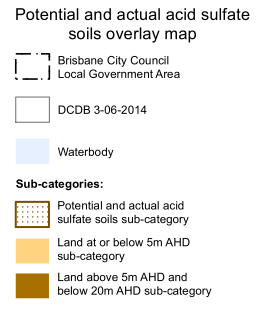 Potential and actual acid sulfate
soils overlay map
Brisbane City Council
Local Government Area
DCDB 3-06-2014
Waterbody
Sub-categories:
Potential and actual acid
sulfate soils sub-category
Land at or below 5m AHD
sub-category
Land above 5m AHD and
below 20m AHD sub-category